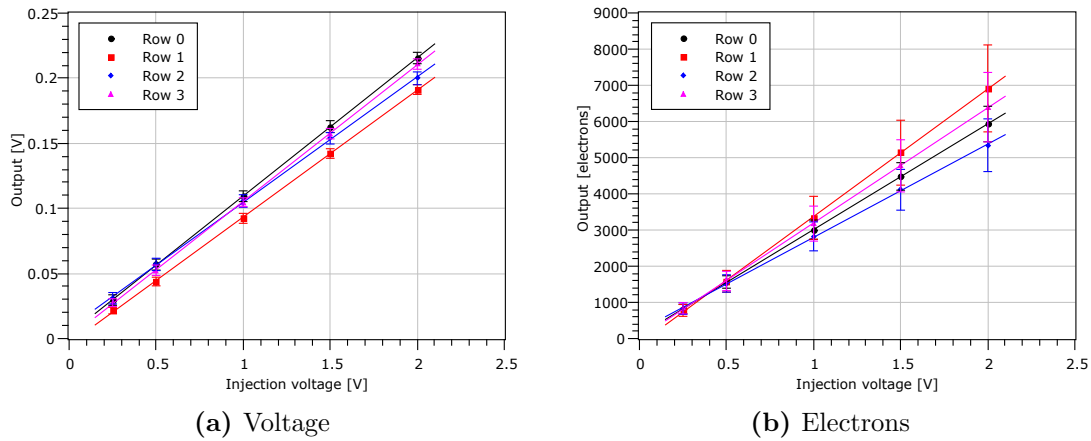 0.25
0.2
0.15
0.1
0.05
0
Output [V]
Row 0
Row 1
Row 2
Row 3
0 0.5 1.0 1.5 2.0 2.5
Injection voltage [V]
(a) Voltage
9000
8000
7000
6000
5000
4000
3000
2000
1000
0
Output [electrons]
Row 0
Row 1
Row 2
Row 3
0 0.5 1.0 1.5 2 2.5
Injection voltage [V]
(b) Electrons